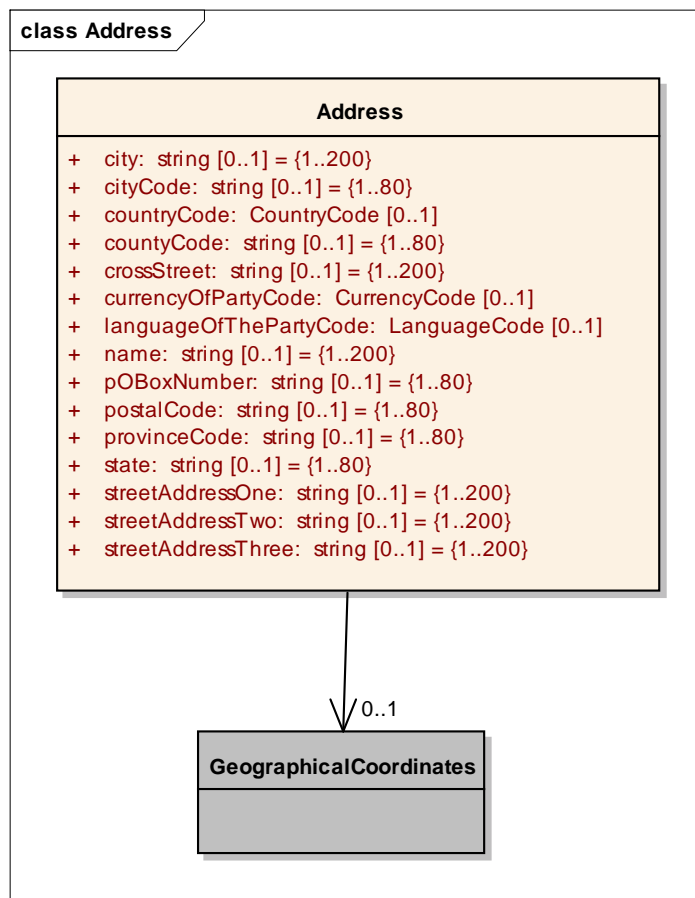 class Address
Address
+ city: string [0..1] = {1..200}
+ cityCode: string [0..1] = {1..80}
+ countryCode: CountryCode [0..1]
+ countyCode: string [0..1] = {1..80}
+ crossStreet: string [0..1] = {1..200}
+ currencyOfPartyCode: CurrencyCode [0..1]
+ languageOfThePartyCode: LanguageCode [0..1]
+ name: string [0..1] = {1..200}
+ pOBoxNumber: string [0..1] = {1..80}
+ postalCode: string [0..1] = {1..80}
+ provinceCode: string [0..1] = {1..80}
+ state: string [0..1] = {1..80}
+ streetAddressOne: string [0..1] = {1..200}
+ streetAddressTwo: string [0..1] = {1..200}
+ streetAddressThree: string [0..1] = {1..200}
0..1
GeographicalCoordinates